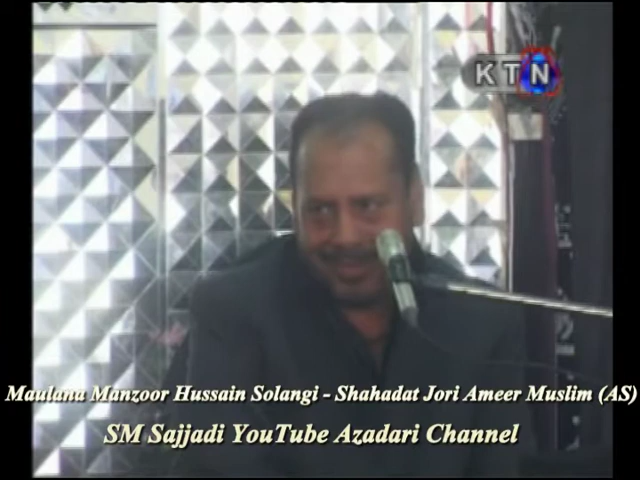 KTN
Maulana Manzoor Hussain Solangi - Shahadat Jori Ameer Muslim (AS)
SM Sajjadi YouTube Azadari Channel